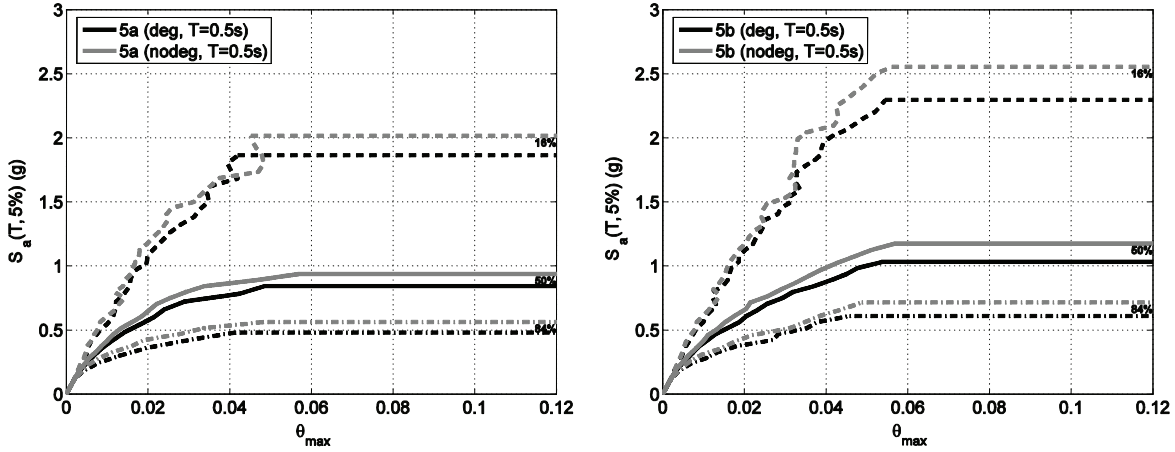 5a (deg, T=0.5s)
5a (nodeg, T=0.5s)
3
2.5
2
1.5
1
0.5
0
S_a(T, 5%) (g)
16%
50%
84%
0 0.02 0.04 0.06 0.08 0.1 0.12
θ_max
5b (deg, T=0.5s)
5b (nodeg, T=0.5s)
3
2.5
2
1.5
1
0.5
0
S_a(T, 5%) (g)
16%
50%
84%
0 0.02 0.04 0.06 0.08 0.1 0.12
θ_max